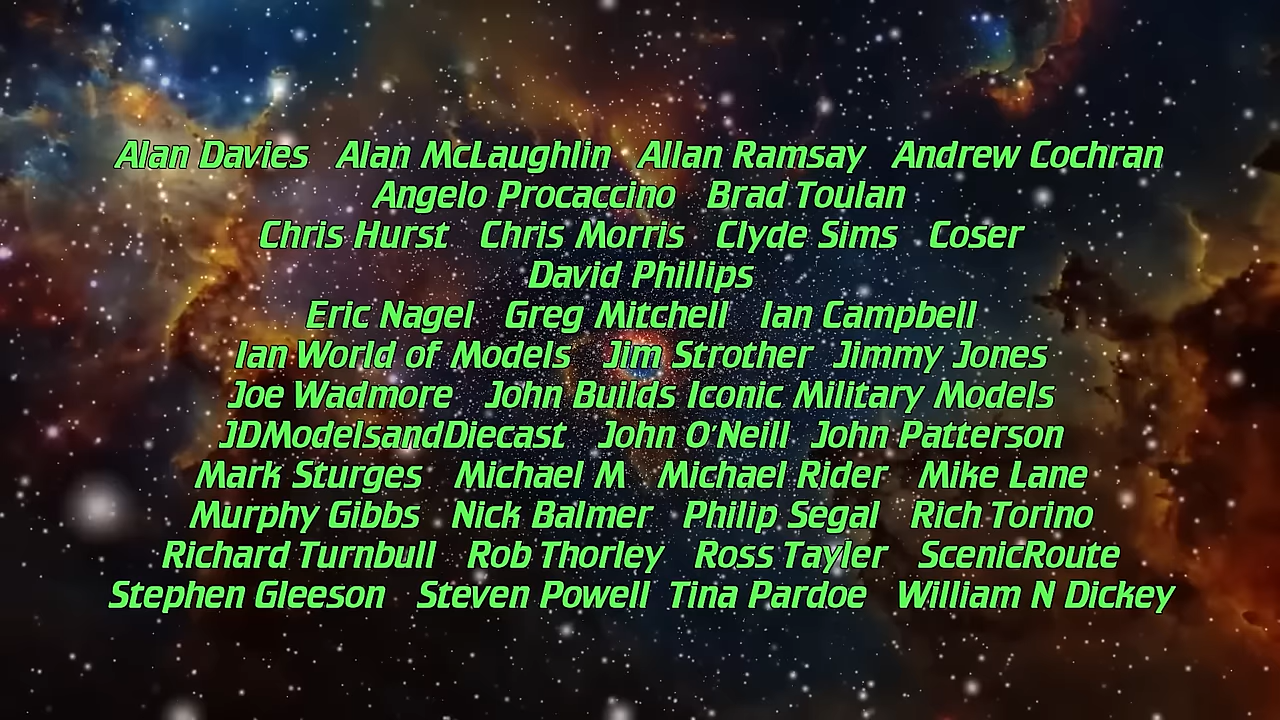 Alan Davies Alan McLaughlin Allan Ramsay Andrew Cochran
Angelo Procaccino Brad Toulan
Chris Hurst Chris Morris Clyde Sims Coser
David Phillips
Eric Nagel Greg Mitchell Ian Campbell
Ian World of Models Jim Strother Jimmy Jones
Joe Wadmore John Builds Iconic Military Models
JDModelsandDiecast John O'Neill John Patterson
Mark Sturges Michael M Michael Rider Mike Lane
Murphy Gibbs Nick Balmer Philip Segal Rich Torino
Richard Turnbull Rob Thorley Ross Tayler ScenicRoute
Stephen Gleeson Steven Powell Tina Pardoe William N Dickey